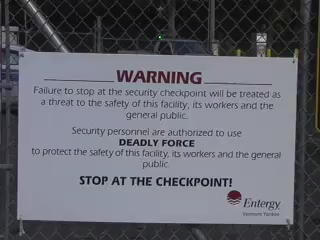 WARNING
Failure to stop at the security checkpoint will be treated as
a threat to the safety of this facility, its workers and the
general public.
Security personnel are authorized to use
DEADLY FORCE
to protect the safety of this facility, its workers and the general
public.
STOP AT THE CHECKPOINT!
Entergy
Vermont Yankee